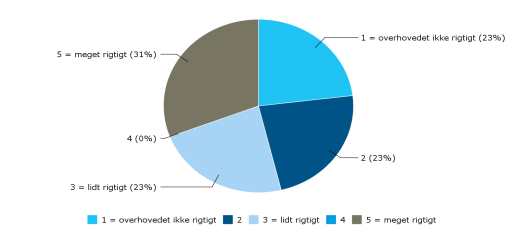 1 = overhovedet ikke rigtigt (23%)
5 = meget rigtigt (31%)
4 (0%)
2 (23%)
3 = lidt rigtigt (23%)
1 = overhovedet ikke rigtigt 2 3 = lidt rigtigt 4 5 = meget rigtigt